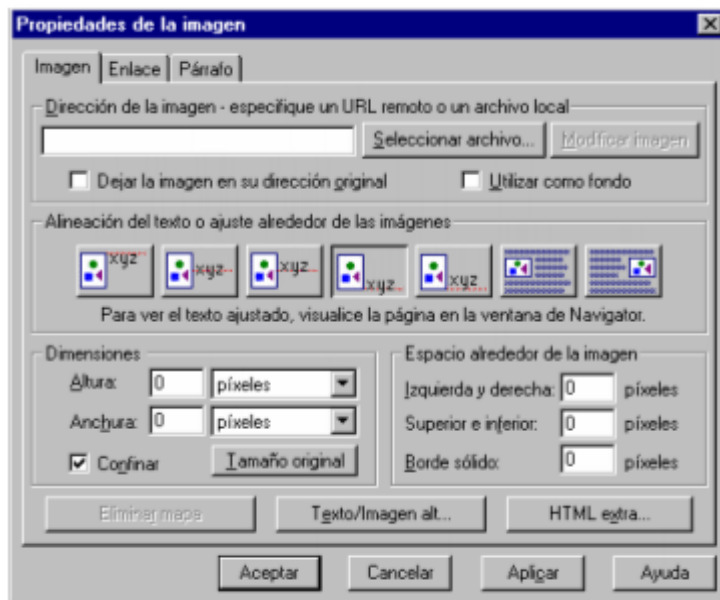 Propiedades de la imagen
Imagen Enlace Párrafo
Dirección de la imagen - especifique un URL remoto o un archivo local
Seleccionar archivo... Modificar imagen
Dejar la imagen en su dirección original Utilizar como fondo
Alineación del texto o ajuste alrededor de las imágenes
xyz xyz xyz xyz xyz
Para ver el texto ajustado, visualice la página en la ventana de Navigator.
Dimensiones Espacio alrededor de la imagen
Altura: 0 píxeles Izquierda y derecha: 0 píxeles
Anchura: 0 píxeles Superior e inferior: 0 píxeles
Confinar Tamaño original Borde sólido: 0 píxeles
Eliminar mapa Texto/Imagen alt... HTML extra...
Aceptar Cancelar Aplicar Ayuda